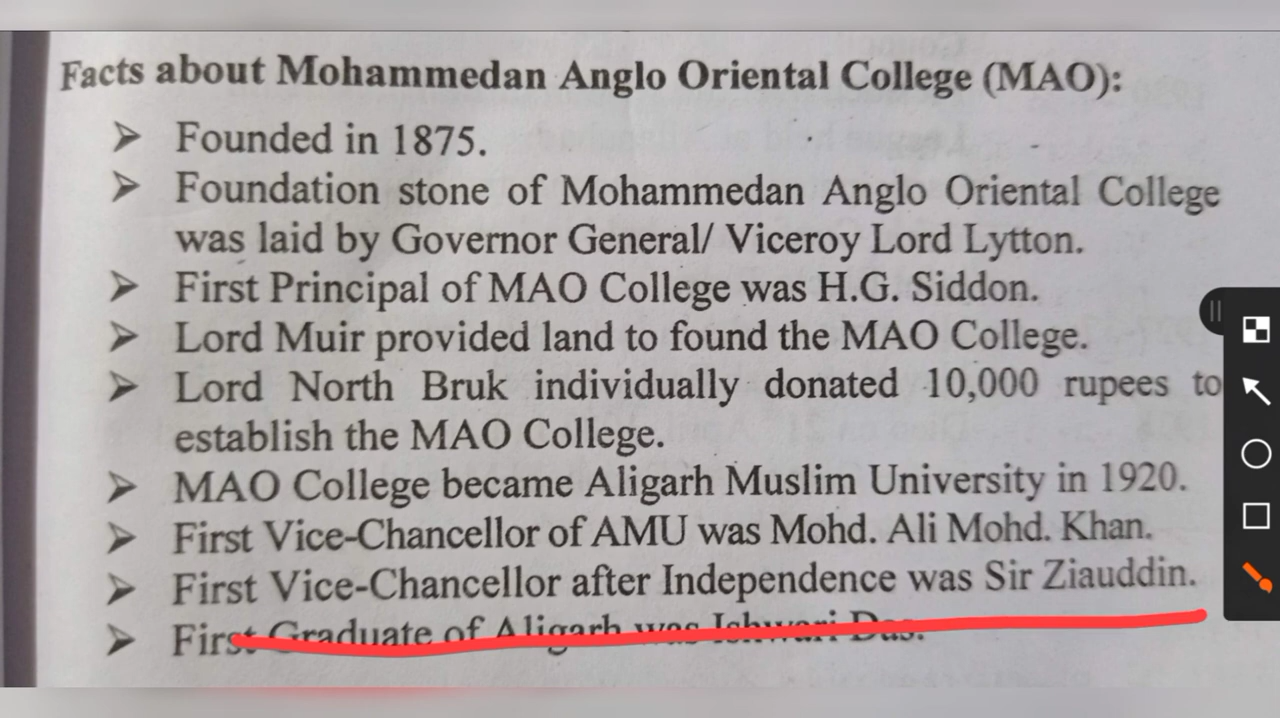 Facts about Mohammedan Anglo Oriental College (MAO):
➤ Founded in 1875.
➤ Foundation stone of Mohammedan Anglo Oriental College
was laid by Governor General/ Viceroy Lord Lytton.
➤ First Principal of MAO College was H.G. Siddon.
➤ Lord Muir provided land to found the MAO College.
➤ Lord North Bruk individually donated 10,000 rupees to
establish the MAO College.
➤ MAO College became Aligarh Muslim University in 1920.
➤ First Vice-Chancellor of AMU was Mohd. Ali Mohd. Khan.
➤ First Vice-Chancellor after Independence was Sir Ziauddin.
➤ First Graduate of Aligarh was Ishwari Das.